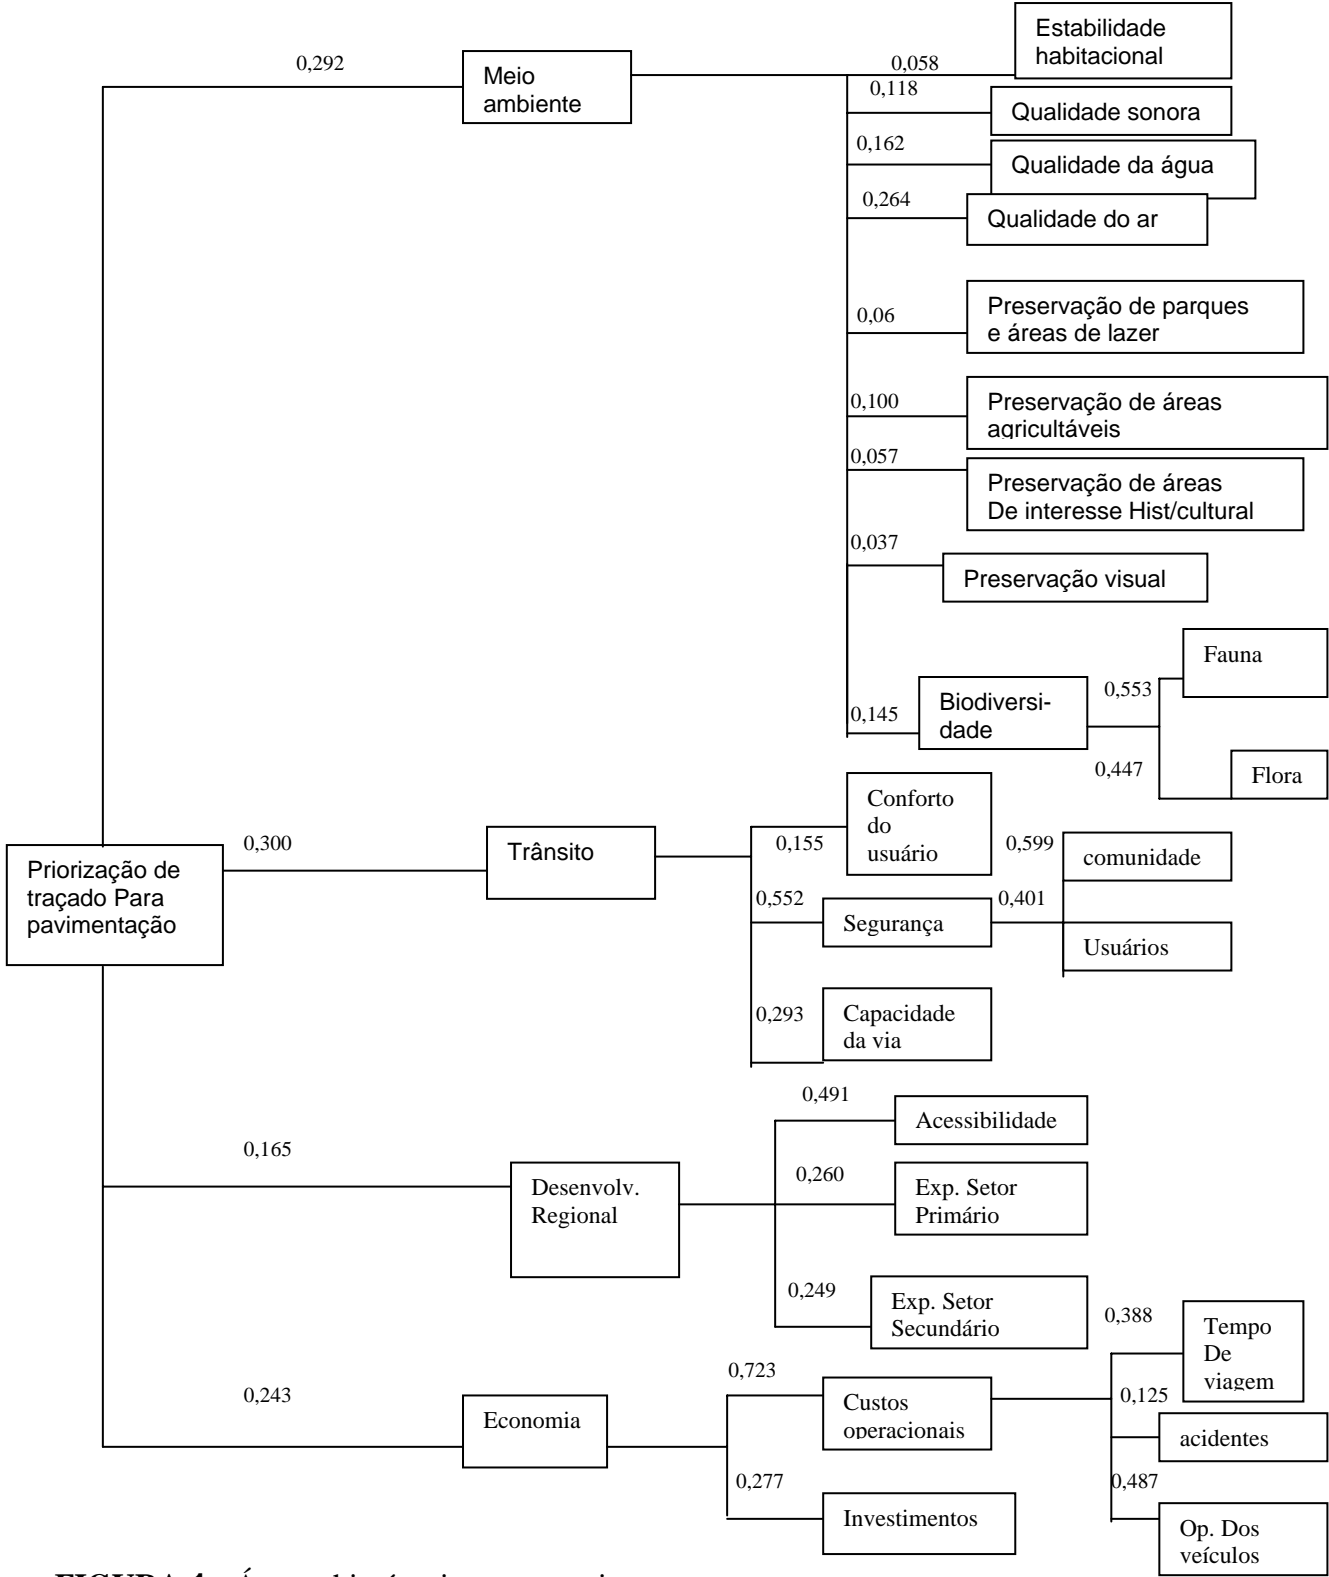 0,292
Meio
ambiente
0,058
Estabilidade
habitacional
0,118
Qualidade sonora
0,162
Qualidade da água
0,264
Qualidade do ar
0,06
Preservação de parques
e áreas de lazer
0,100
Preservação de áreas
agricultáveis
0,057
Preservação de áreas
De interesse Hist/cultural
0,037
Preservação visual
0,145
Biodiversi-
dade
0,553
Fauna
0,447
Flora
Priorização de
traçado Para
pavimentação
0,300
Trânsito
0,155
Conforto
do
usuário
0,552
Segurança
0,599
comunidade
0,401
Usuários
0,293
Capacidade
da via
0,165
Desenvolv.
Regional
0,491
Acessibilidade
0,260
Exp. Setor
Primário
0,249
Exp. Setor
Secundário
0,243
Economia
0,723
Custos
operacionais
0,388
Tempo
De
viagem
0,125
acidentes
0,487
Op. Dos
veículos
0,277
Investimentos